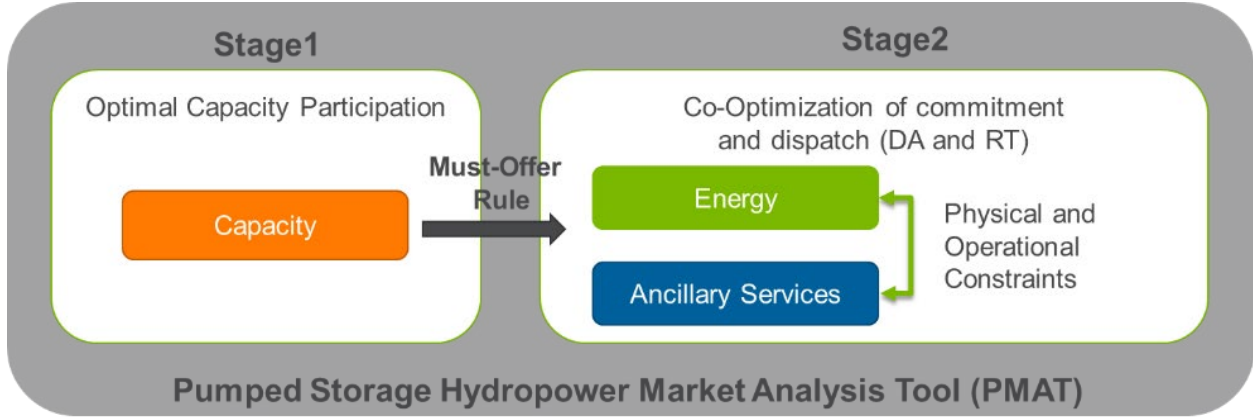 Stage1
Optimal Capacity Participation
Capacity
Must-Offer
Rule
Stage2
Co-Optimization of commitment
and dispatch (DA and RT)
Energy
Ancillary Services
Physical and
Operational
Constraints
Pumped Storage Hydropower Market Analysis Tool (PMAT)